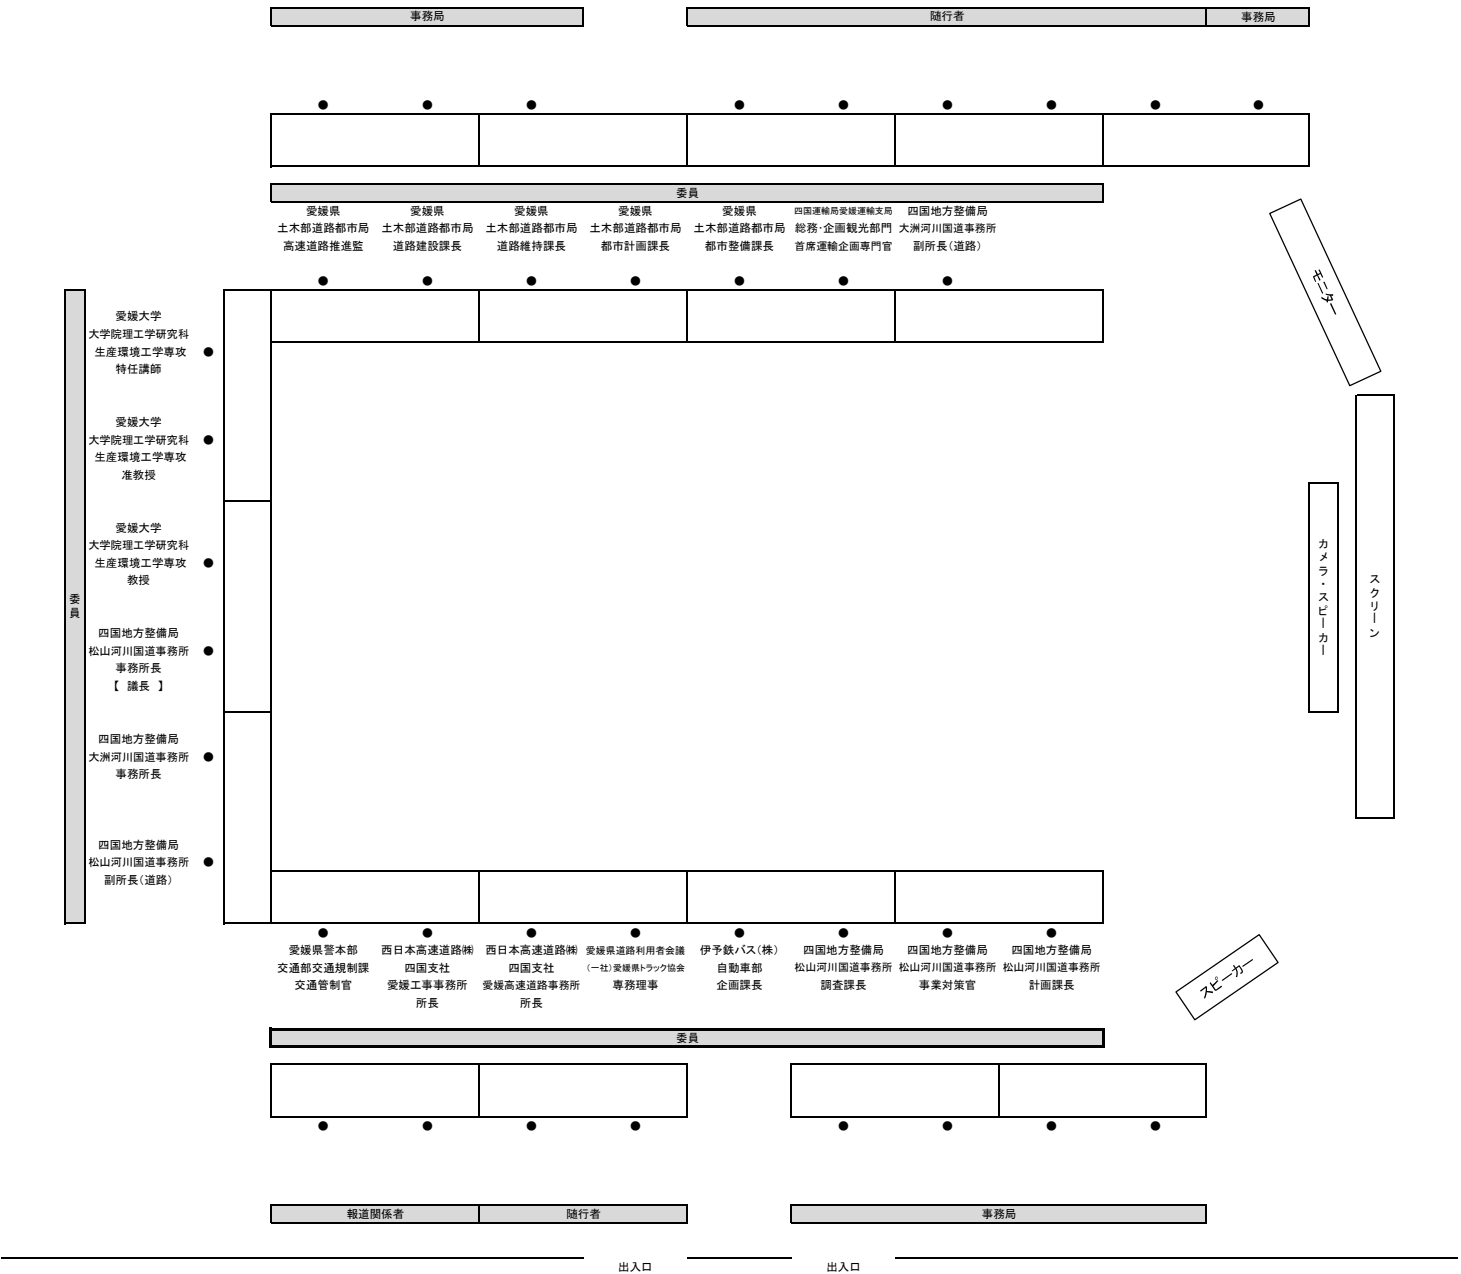 事務局
随行者
事務局
委員
愛媛県
土木部道路都市局
高速道路推進監
愛媛県
土木部道路都市局
道路建設課長
愛媛県
土木部道路都市局
道路維持課長
愛媛県
土木部道路都市局
都市計画課長
愛媛県
土木部道路都市局
都市整備課長
四国運輸局愛媛運輸支局
総務・企画観光部門
首席運輸企画専門官
四国地方整備局
大洲河川国道事務所
副所長（道路）
モニター
委員
愛媛大学
大学院理工学研究科
生産環境工学専攻
特任講師
愛媛大学
大学院理工学研究科
生産環境工学専攻
准教授
愛媛大学
大学院理工学研究科
生産環境工学専攻
教授
四国地方整備局
松山河川国道事務所
事務所長
【 議長 】
四国地方整備局
大洲河川国道事務所
事務所長
四国地方整備局
松山河川国道事務所
副所長（道路）
カメラ・スピーカー
スクリーン
愛媛県警本部
交通部交通規制課
交通管制官
西日本高速道路㈱
四国支社
愛媛工事事務所
所長
西日本高速道路㈱
四国支社
愛媛高速道路事務所
所長
愛媛県道路利用者会議
（一社）愛媛県トラック協会
専務理事
伊予鉄バス（株）
自動車部
企画課長
四国地方整備局
松山河川国道事務所
調査課長
四国地方整備局
松山河川国道事務所
事業対策官
四国地方整備局
松山河川国道事務所
計画課長
スピーカー
委員
報道関係者
随行者
事務局
出入口
出入口